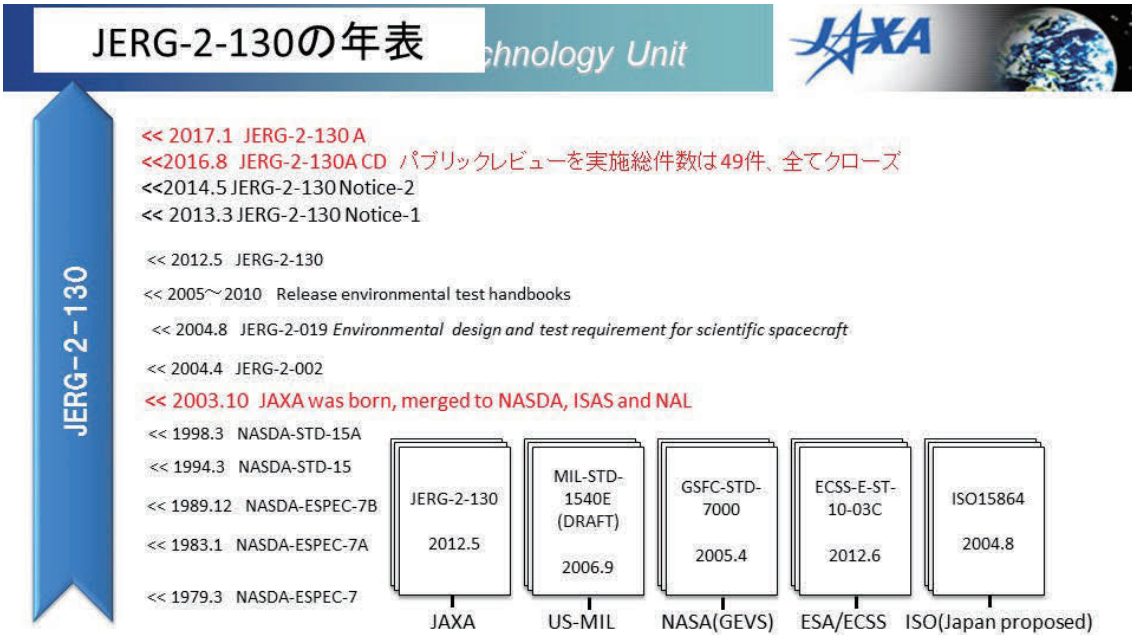 JERG-2-130の年表
chnology Unit
JAXA
<< 2017.1 JERG-2-130 A
<<2016.8 JERG-2-130A CD パブリックレビューを実施総件数は49件、全てクローズ
<<2014.5 JERG-2-130 Notice-2
<< 2013.3 JERG-2-130 Notice-1
<< 2012.5 JERG-2-130
<< 2005～2010 Release environmental test handbooks
<< 2004.8 JERG-2-019 Environmental design and test requirement for scientific spacecraft
<< 2004.4 JERG-2-002
<< 2003.10 JAXA was born, merged to NASDA, ISAS and NAL
<< 1998.3 NASDA-STD-15A
<< 1994.3 NASDA-STD-15
<< 1989.12 NASDA-ESPEC-7B
<< 1983.1 NASDA-ESPEC-7A
<< 1979.3 NASDA-ESPEC-7
JERG-2-130
JERG-2-130
2012.5
JAXA
MIL-STD-
1540E
(DRAFT)
2006.9
US-MIL
GSFC-STD-
7000
2005.4
NASA(GEVS)
ECSS-E-ST-
10-03C
2012.6
ESA/ECSS
ISO15864
2004.8
ISO(Japan proposed)